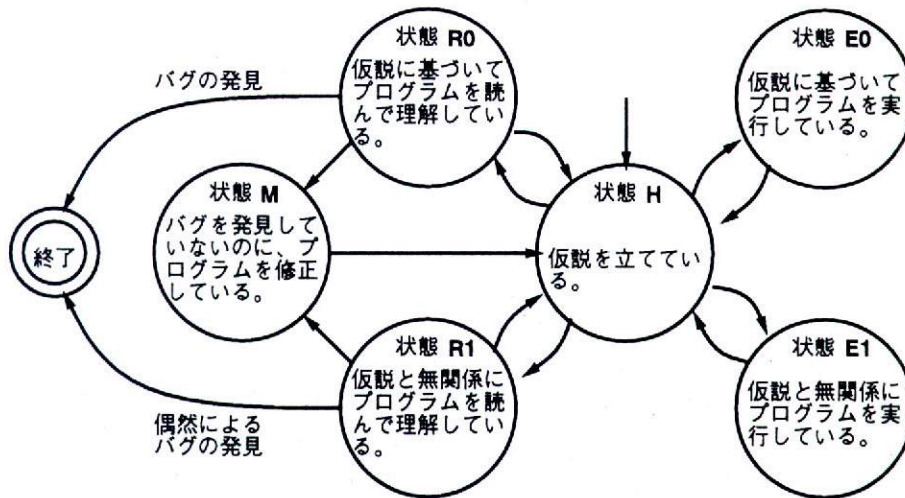 状態 R0
仮説に基づいて
プログラムを読
んで理解してい
る。
状態 E0
仮説に基づいて
プログラムを実
行している。
バグの発見
状態 M
バグを発見して
いないのに、プ
ログラムを修正
している。
状態 H
仮説を立ててい
る。
終了
状態 R1
仮説と無関係に
プログラムを読
んで理解してい
る。
状態 E1
仮説と無関係に
プログラムを実
行している。
偶然による
バグの発見